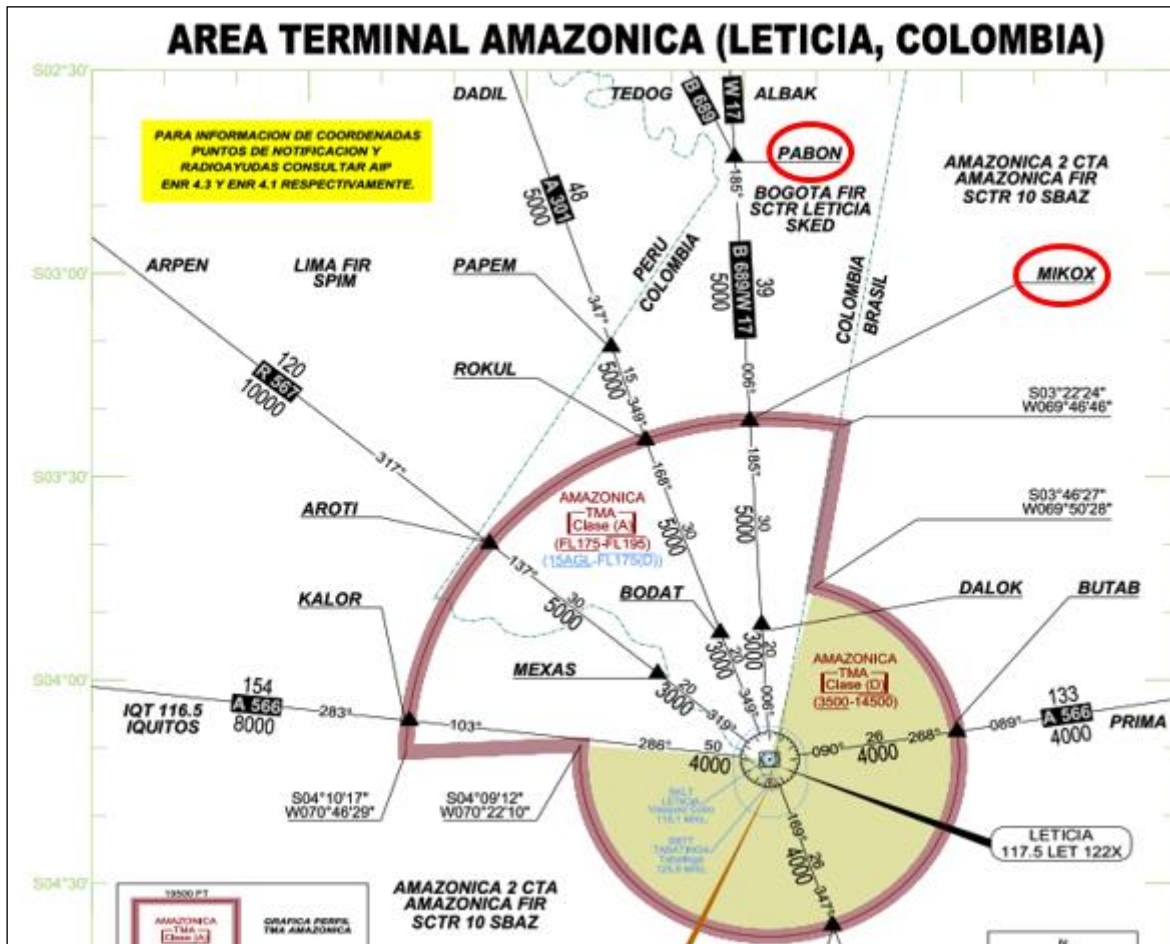 AREA TERMINAL AMAZONICA (LETICIA, COLOMBIA)
S02°30'
DADIL
TEDOG
B 689
W 17
ALBAK
PARA INFORMACION DE COORDENADAS
PUNTOS DE NOTIFICACION Y
RADIOAYUDAS CONSULTAR AIP
ENR 4.3 Y ENR 4.1 RESPECTIVAMENTE.
PABON
185°
BOGOTA FIR
SCTR LETICIA
SKED
AMAZONICA 2 CTA
AMAZONICA FIR
SCTR 10 SBAZ
48
A 301
5000
S03°00'
ARPEN
LIMA FIR
SPIM
PAPEM
PERU
COLOMBIA
39
B 689/W 17
5000
COLOMBIA
BRASIL
MIKOX
347°
120
R 567
10000
15
5000
349°
ROKUL
006°
S03°22'24"
W069°46'46"
317°
168°
185°
S03°30'
AROTI
AMAZONICA
TMA
Clase (A)
(FL175-FL195)
(15AGL-FL175(D))
30
5000
30
5000
S03°46'27"
W069°50'28"
137°
30
5000
KALOR
BODAT
DALOK
BUTAB
MEXAS
20
3000
20
3000
20
3000
AMAZONICA
TMA
Clase (D)
(3500-14500)
S04°00'
154
A 566
8000
IQT 116.5
IQUITOS
283°
103°
319°
349°
006°
133
A 566
4000
PRIMA
089°
268°
26
4000
090°
286°
50
4000
S04°10'17"
W070°46'29"
S04°09'12"
W070°22'10"
SKLT
LETICIA
SBTT
TABATINGA
Tabatinga
169°
26
4000
347°
LETICIA
117.5 LET 122X
S04°30'
AMAZONICA 2 CTA
AMAZONICA FIR
SCTR 10 SBAZ
19500 FT
AMAZONICA
TMA
Clase (A)
GRAFICA PERFIL
TMA AMAZONICA
N